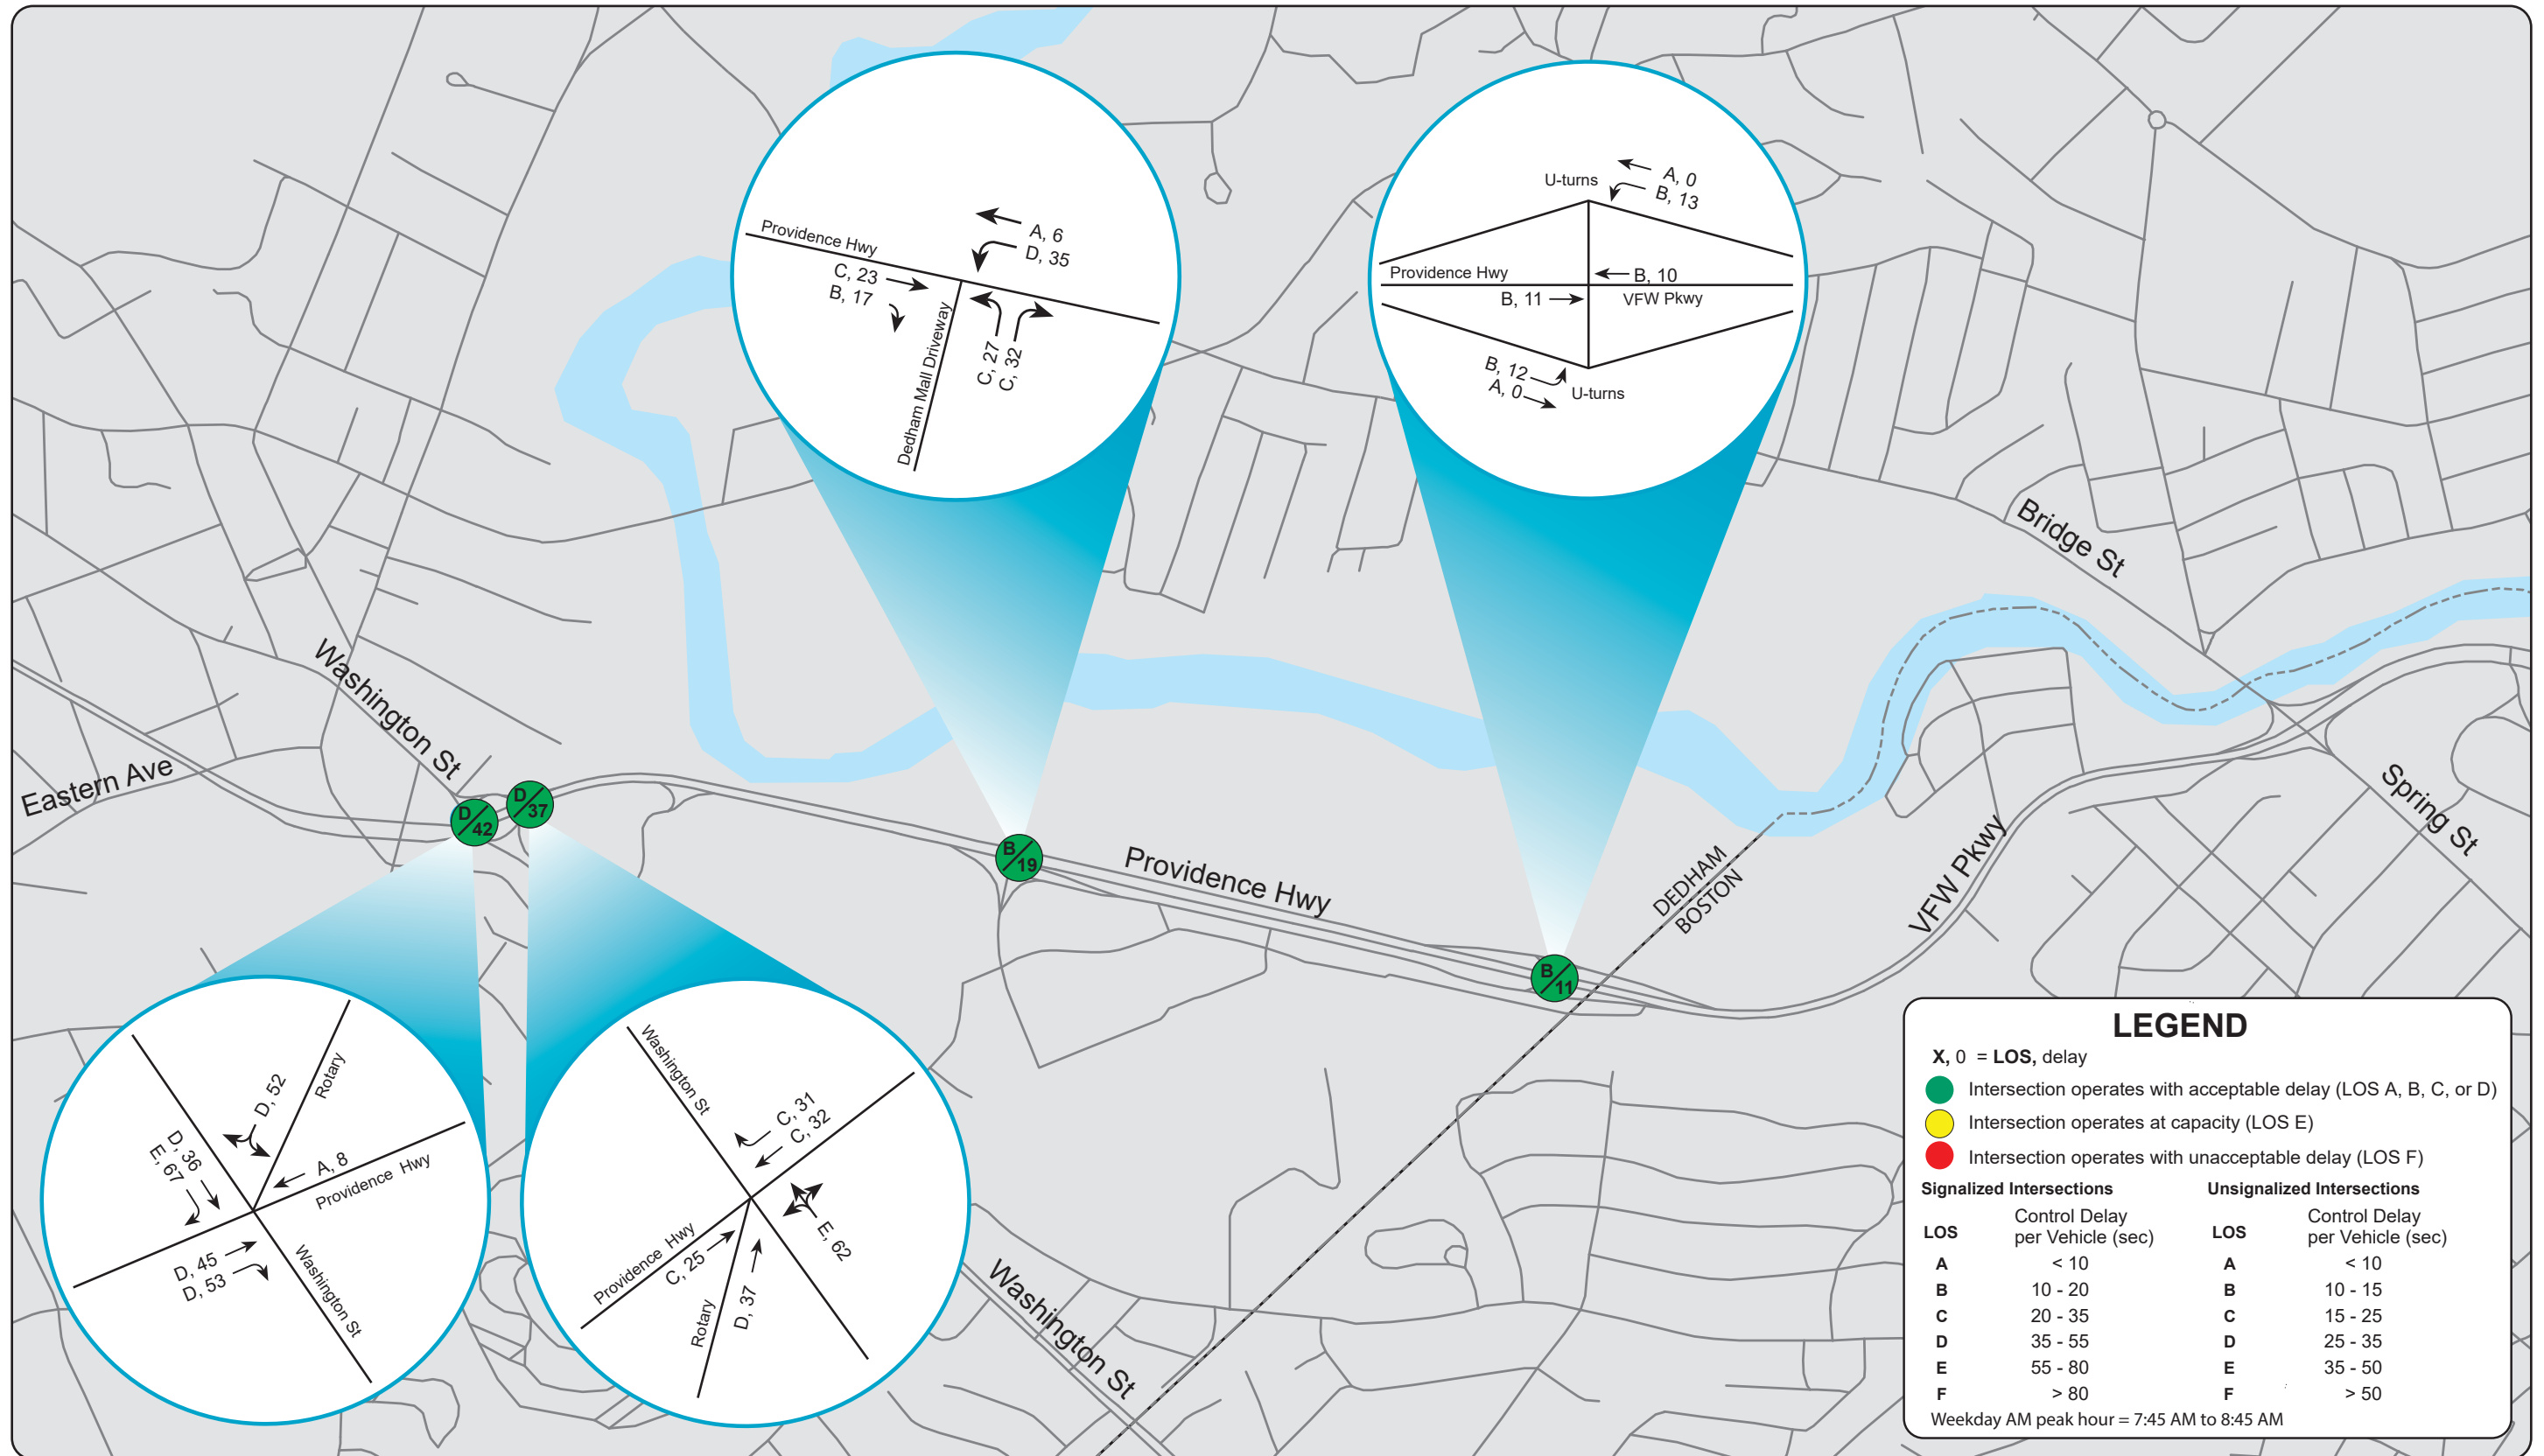 A, 0
U-turns
B, 13
Providence Hwy
B, 10
B, 11
VFW Pkwy
B, 12
A, 0
U-turns
A, 6
D, 35
Providence Hwy
C, 23
B, 17
C, 27
C, 32
Dedham Mall Driveway
Bridge St
Washington St
Eastern Ave
D
42
D
37
B
19
Providence Hwy
B
11
DEDHAM
BOSTON
VFW Pkwy
Spring St
Washington St
D, 52
Rotary
D, 36
E, 67
A, 8
Providence Hwy
D, 45
D, 53
Washington St
Washington St
C, 31
C, 32
E, 62
Providence Hwy
C, 25
Rotary
D, 37
LEGEND
X, 0 = LOS, delay
Intersection operates with acceptable delay (LOS A, B, C, or D)
Intersection operates at capacity (LOS E)
Intersection operates with unacceptable delay (LOS F)
Signalized Intersections Unsignalized Intersections
Control Delay Control Delay
LOS per Vehicle (sec) LOS per Vehicle (sec)
A < 10 A < 10
B 10 - 20 B 10 - 15
C 20 - 35 C 15 - 25
D 35 - 55 D 25 - 35
E 55 - 80 E 35 - 50
F > 80 F > 50
Weekday AM peak hour = 7:45 AM to 8:45 AM